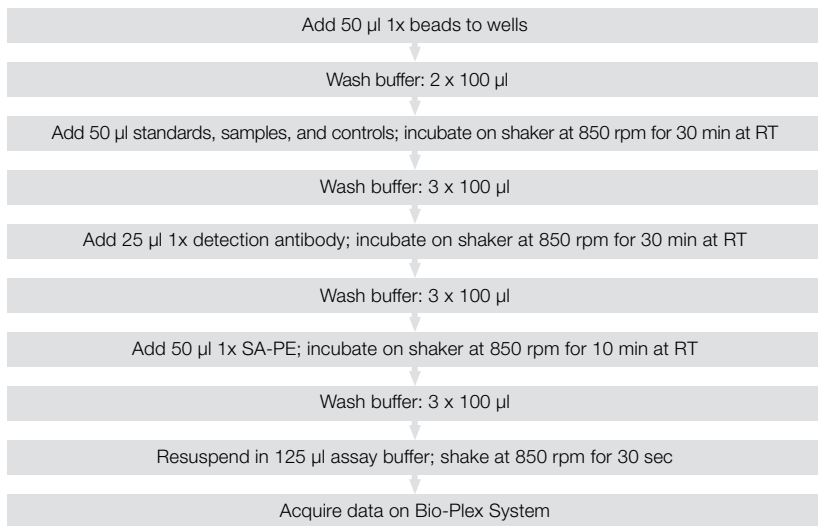 Add 50 µl 1x beads to wells
Wash buffer: 2 x 100 µl
Add 50 µl standards, samples, and controls; incubate on shaker at 850 rpm for 30 min at RT
Wash buffer: 3 x 100 µl
Add 25 µl 1x detection antibody; incubate on shaker at 850 rpm for 30 min at RT
Wash buffer: 3 x 100 µl
Add 50 µl 1x SA-PE; incubate on shaker at 850 rpm for 10 min at RT
Wash buffer: 3 x 100 µl
Resuspend in 125 µl assay buffer; shake at 850 rpm for 30 sec
Acquire data on Bio-Plex System